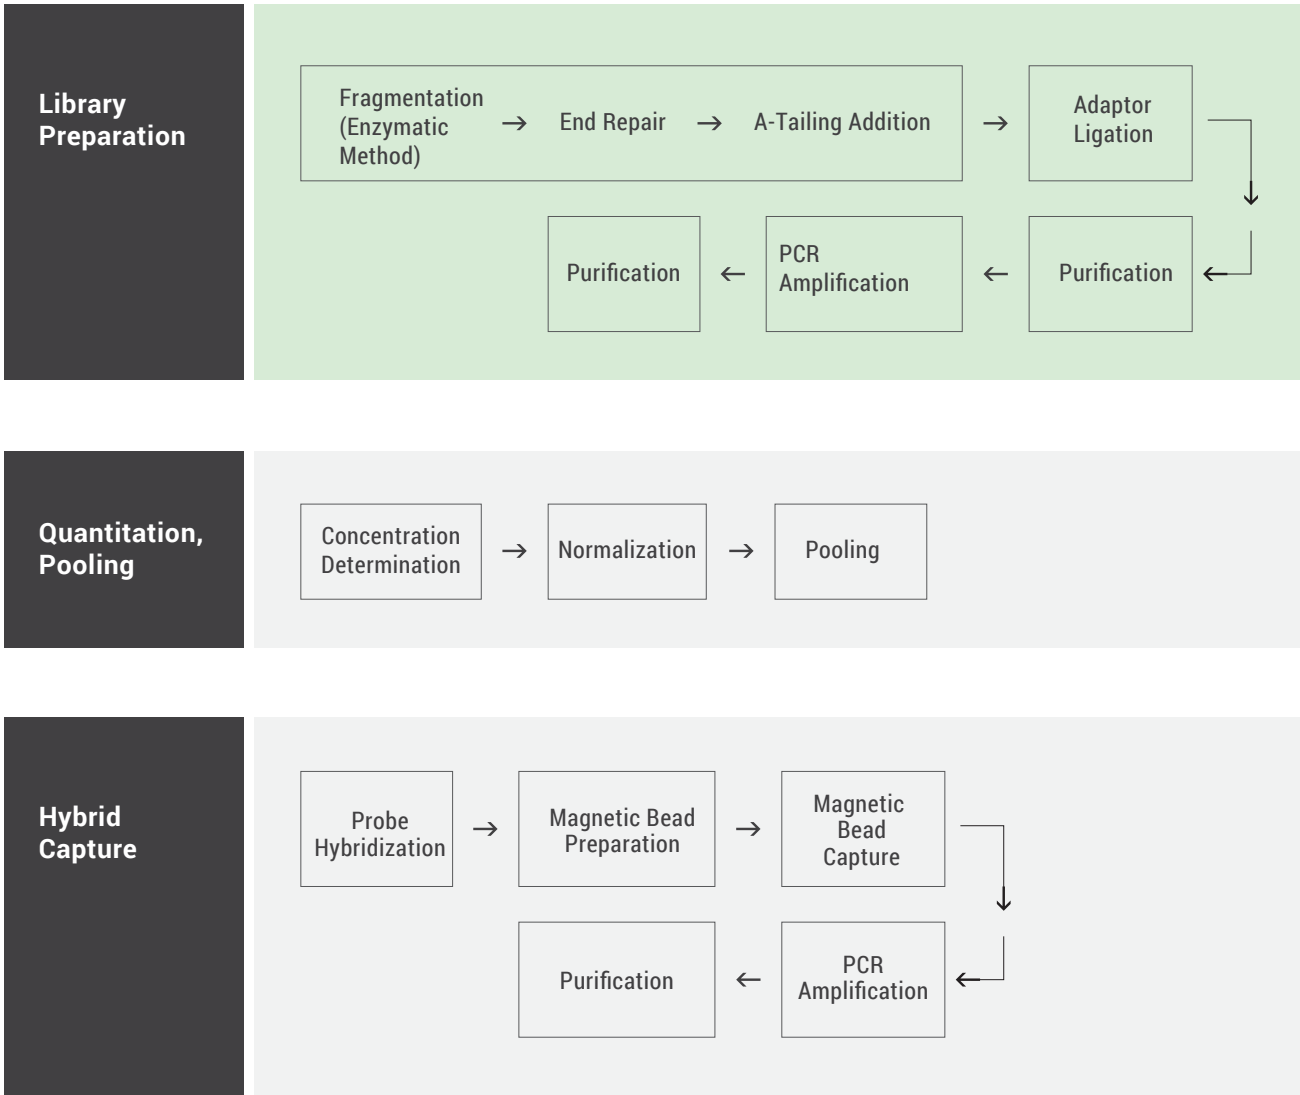 Library
Preparation
Fragmentation
(Enzymatic
Method)
→
End Repair
→
A-Tailing Addition
→
Adaptor
Ligation
Purification
←
PCR
Amplification
←
Purification
Quantitation,
Pooling
Concentration
Determination
→
Normalization
→
Pooling
Hybrid
Capture
Probe
Hybridization
→
Magnetic Bead
Preparation
→
Magnetic
Bead
Capture
PCR
Amplification
←
Purification